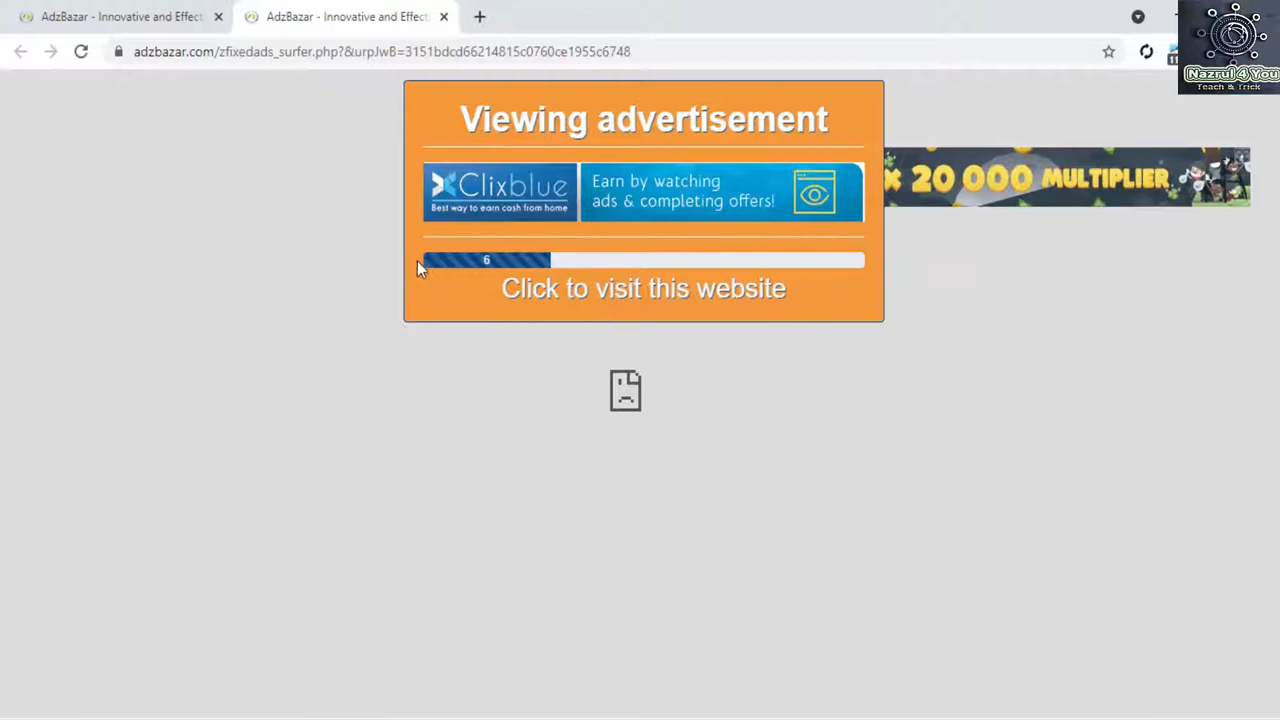 AdzBazar - Innovative and Effect
AdzBazar - Innovative and Effecti
adzbazar.com/zfixedads_surfer.php?&urpJwB=3151bdcd66214815c0760ce1955c6748
Nazrul 4 You
Teach & Trick
Viewing advertisement
Clixblue
Best way to earn cash from home
Earn by watching
ads & completing offers!
X 20 000 MULTIPLIER
6
Click to visit this website